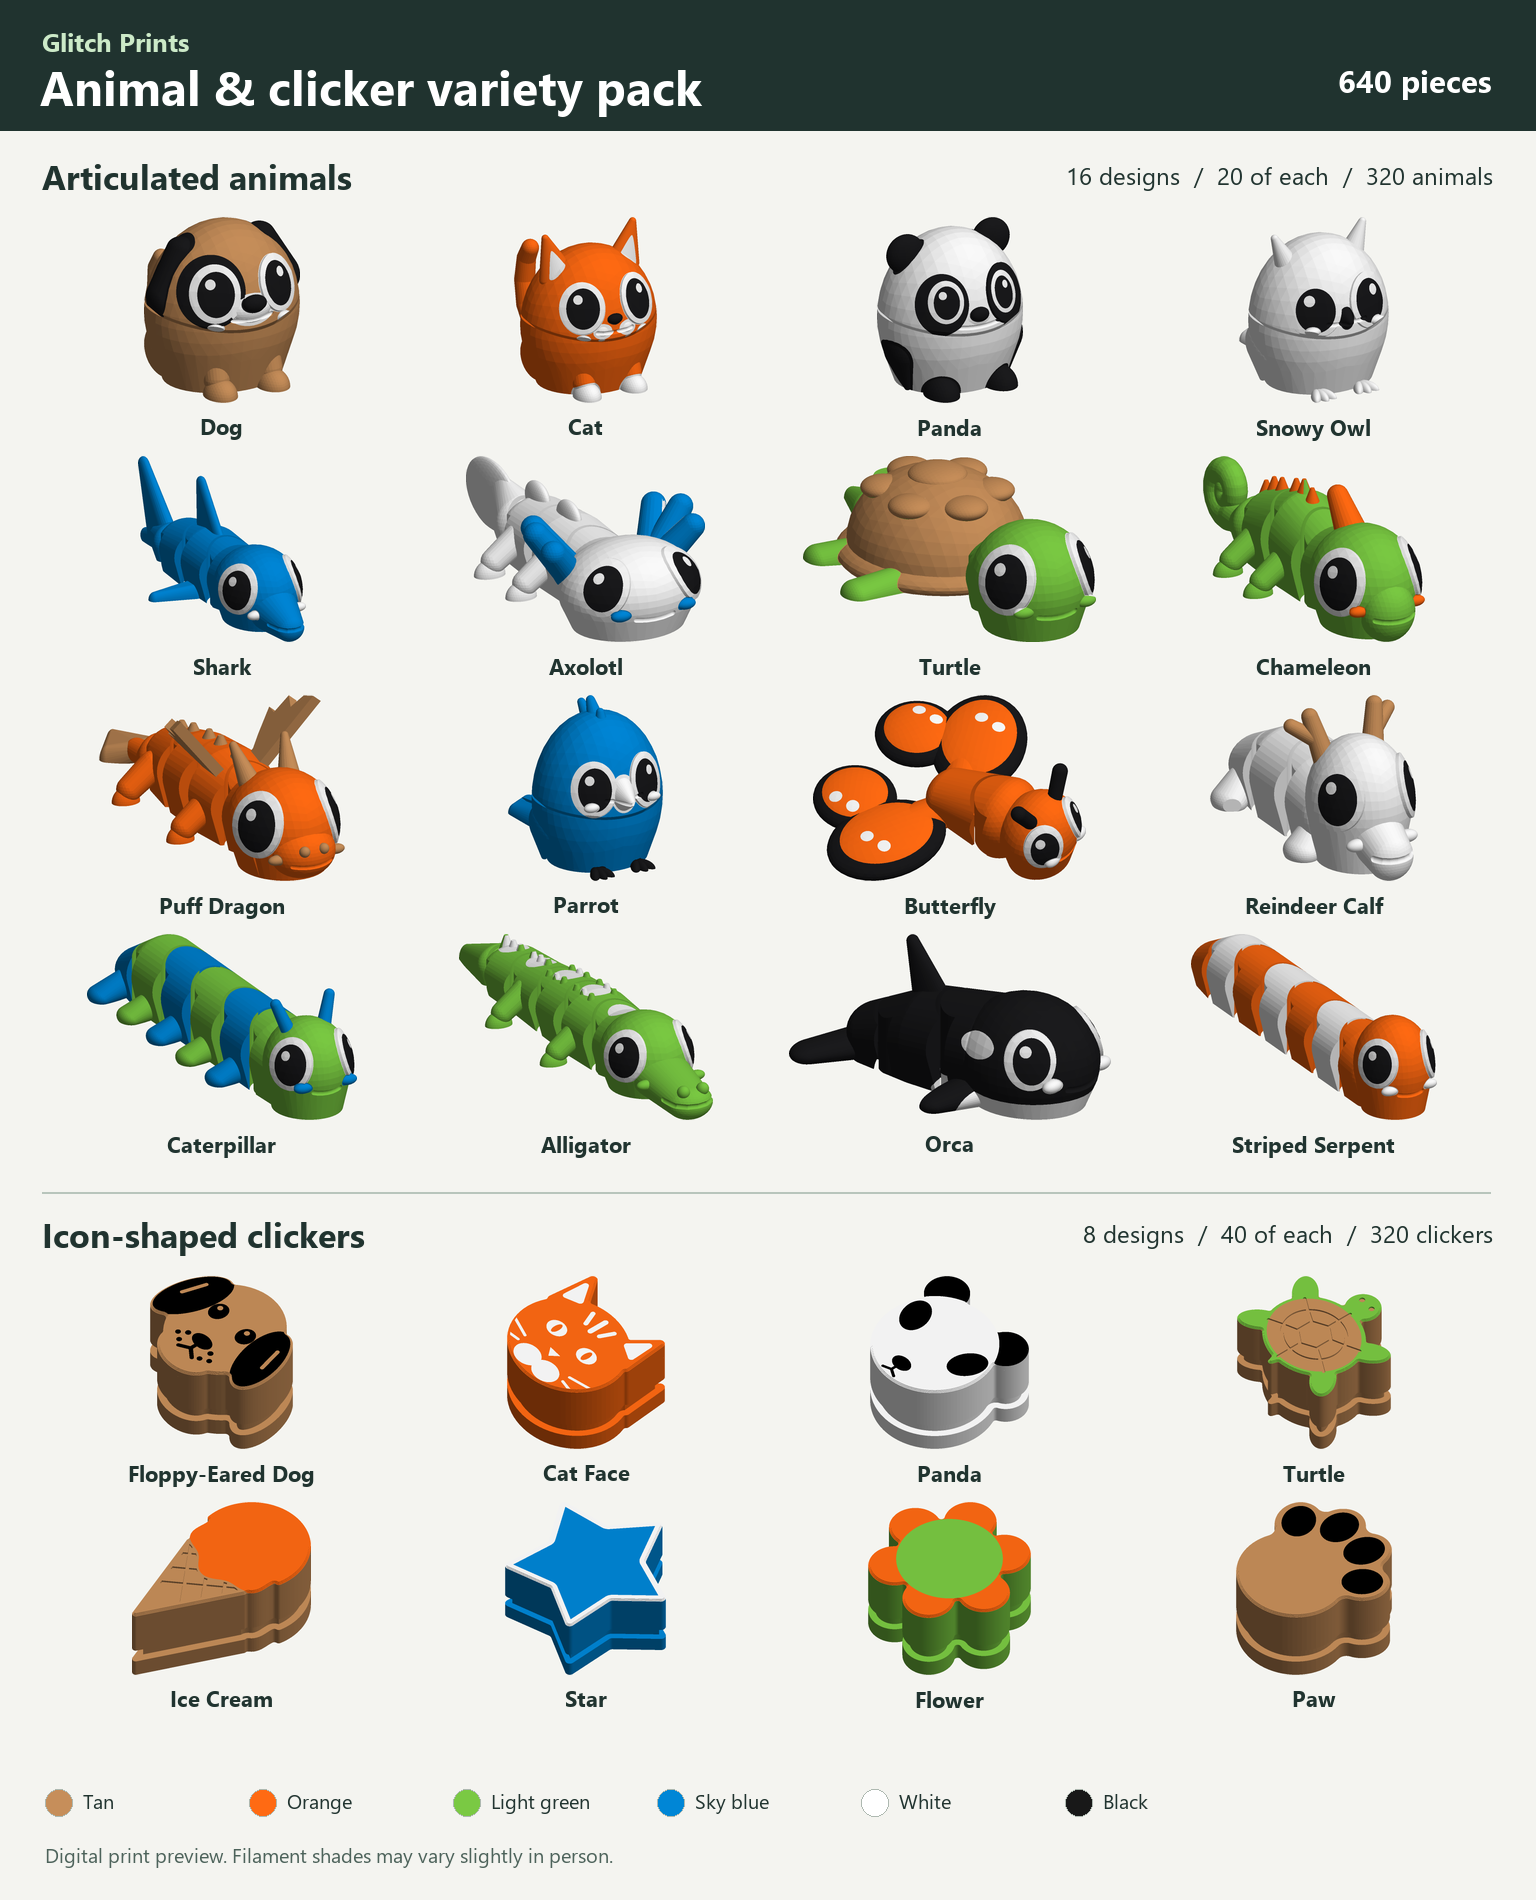 Glitch Prints
Animal & clicker variety pack
640 pieces
Articulated animals
16 designs / 20 of each / 320 animals
Dog
Cat
Panda
Snowy Owl
Shark
Axolotl
Turtle
Chameleon
Puff Dragon
Parrot
Butterfly
Reindeer Calf
Caterpillar
Alligator
Orca
Striped Serpent
Icon-shaped clickers
8 designs / 40 of each / 320 clickers
Floppy-Eared Dog
Cat Face
Panda
Turtle
Ice Cream
Star
Flower
Paw
Tan
Orange
Light green
Sky blue
White
Black
Digital print preview. Filament shades may vary slightly in person.